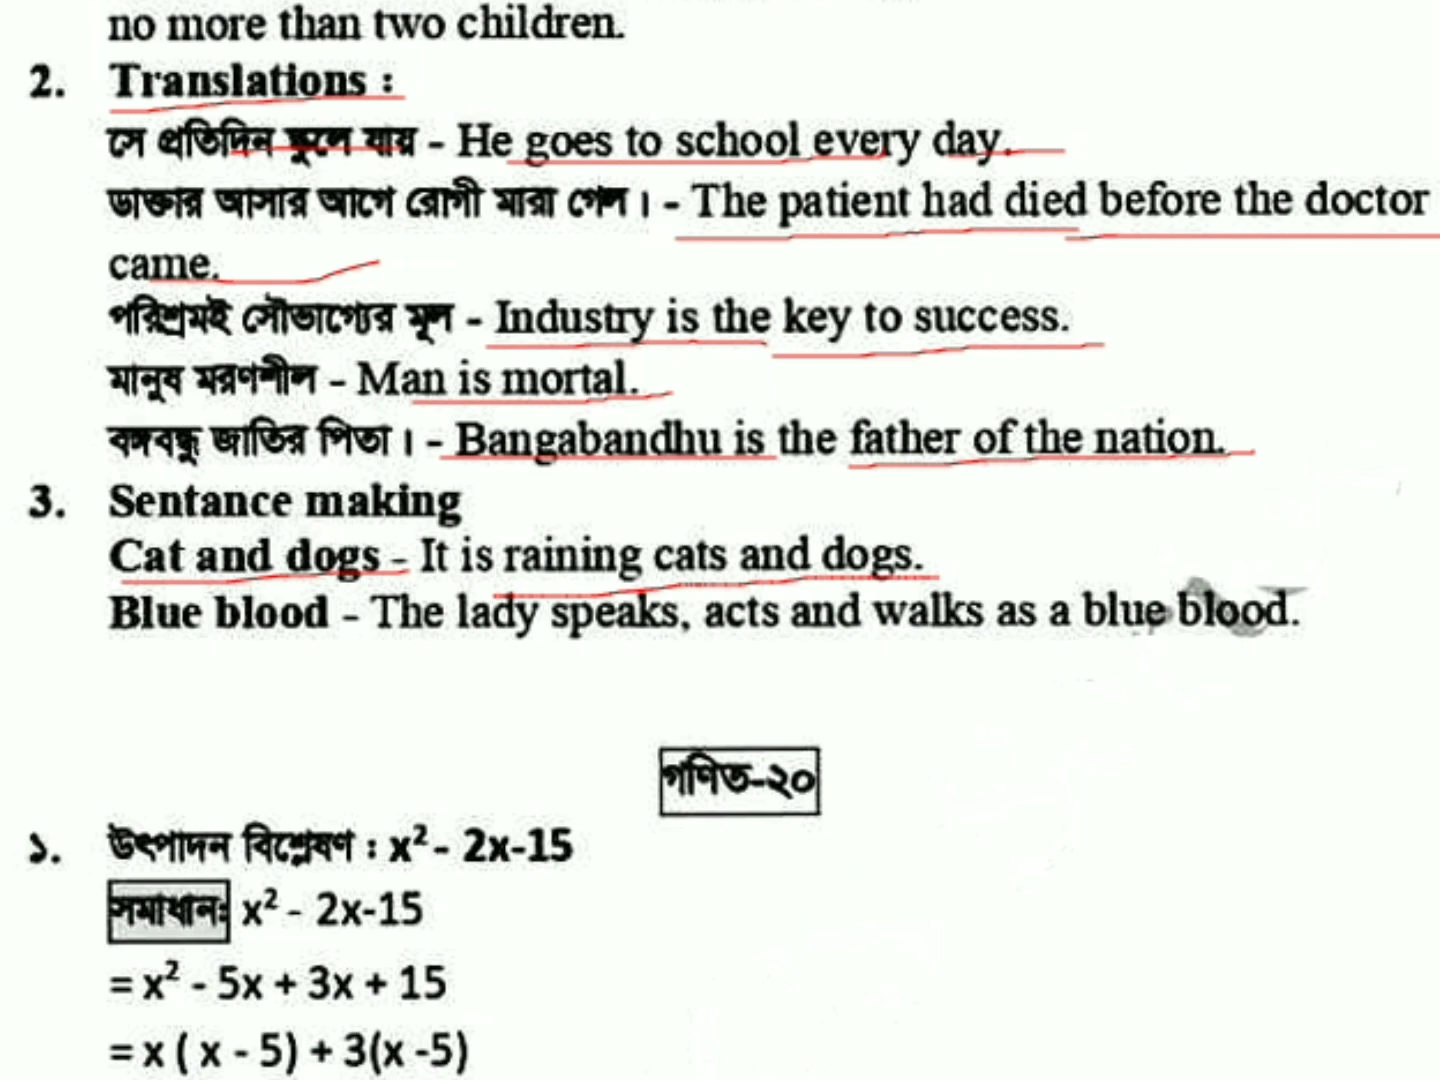 no more than two children.
2. Translations :
সে প্রতিদিন স্কুলে যায় - He goes to school every day.
ডাক্তার আসার আগে রোগী মারা গেল। - The patient had died before the doctor
came.
পরিশ্রমই সৌভাগ্যের মূল - Industry is the key to success.
মানুষ মরণশীল - Man is mortal.
বঙ্গবন্ধু জাতির পিতা। - Bangabandhu is the father of the nation.
3. Sentance making
Cat and dogs - It is raining cats and dogs.
Blue blood - The lady speaks, acts and walks as a blue blood.
গণিত-২০
১. উৎপাদন বিশ্লেষণ : x² - 2x-15
সমাধান: x² - 2x-15
= x² - 5x + 3x + 15
= x ( x - 5) + 3(x -5)